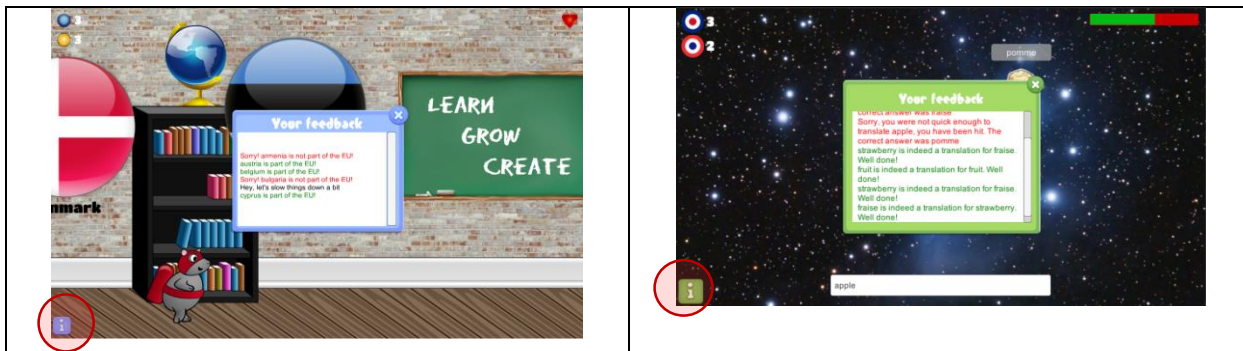 3
3
nmark
LEARN
GROW
CREATE
Your feedback
Sorry! armenia is not part of the EU!
austria is part of the EU!
belgium is part of the EU!
Sorry! bulgaria is not part of the EU!
Hey, let's slow things down a bit
cyprus is part of the EU!
i
3
2
pomme
Your feedback
correct answer was fraise
Sorry, you were not quick enough to
translate apple, you have been hit. The
correct answer was pomme
strawberry is indeed a translation for fraise.
Well done!
fruit is indeed a translation for fruit. Well
done!
strawberry is indeed a translation for fraise.
Well done!
fraise is indeed a translation for strawberry.
Well done!
apple
i